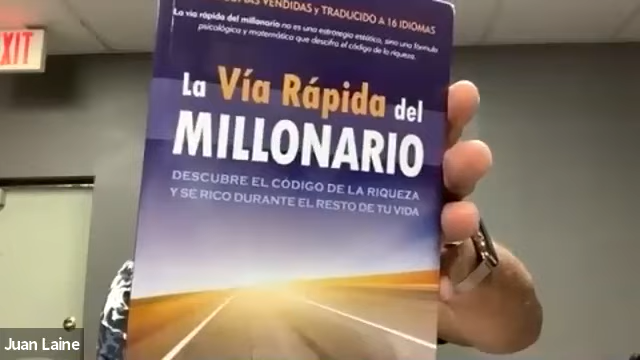 EXIT
VENDIDAS y TRADUCIDO A 16 IDIOMAS
La vía rápida del millonario no es una estrategia estática, sino una fórmula
psicológica y matemática que descifra el código de la riqueza.
La Vía Rápida del
MILLONARIO
DESCUBRE EL CÓDIGO DE LA RIQUEZA
Y SE RICO DURANTE EL RESTO DE TU VIDA
Juan Laine